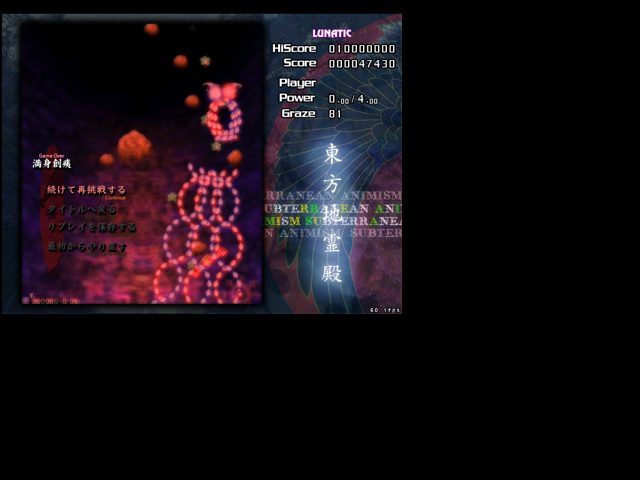 LUNATIC
HiScore 010000000
Score 000047430
Player
Power 0.00/4.00
Graze 81
Game Over
満身創痍
続けて再挑戦する
Continue
タイトルへ戻る
リプレイを保存する
最初からやり直す
東方地霊殿
SUBTERRANEAN ANIMISM